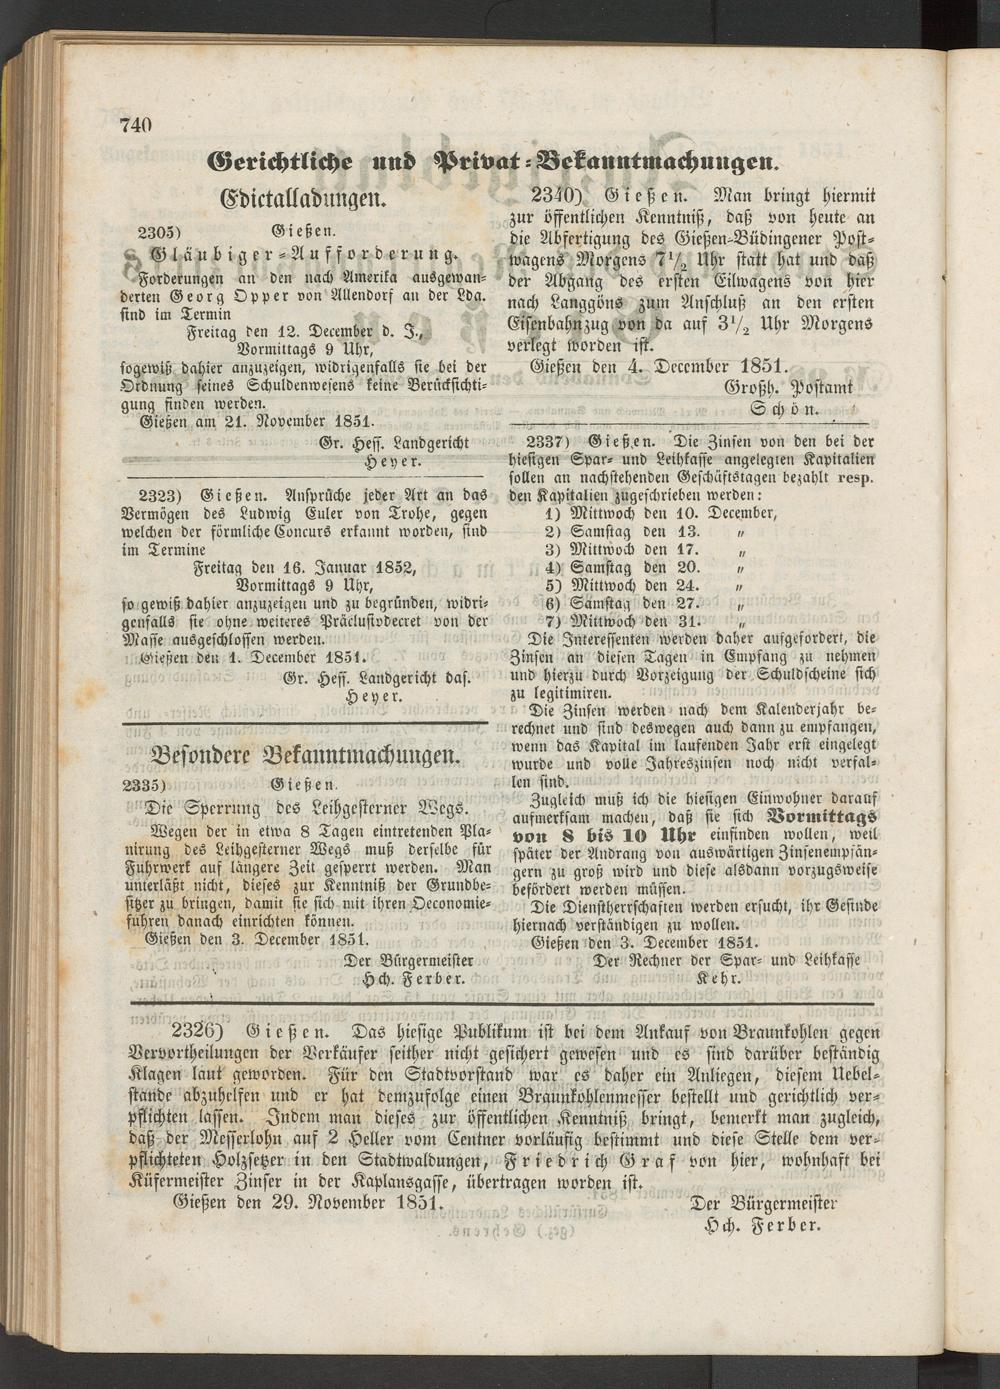 740
Gerichtliche und Privat-Bekanntmachungen.
Edictalladungen.
2305) Gießen.
Gläubiger-Aufforderung.
Forderungen an den nach Amerika ausgewan-
derten Georg Opper von Allendorf an der Lda.
sind im Termin
Freitag den 12. December d. J.,
Vormittags 9 Uhr,
sogewiß dahier anzuzeigen, widrigenfalls sie bei der
Ordnung seines Schuldenwesens keine Berücksichti-
gung finden werden.
Gießen am 21. November 1851.
Gr. Hess. Landgericht
Heyer.
2323) Gießen. Ansprüche jeder Art an das
Vermögen des Ludwig Euler von Trohe, gegen
welchen der förmliche Concurs erkannt worden, sind
im Termine
Freitag den 16. Januar 1852,
Vormittags 9 Uhr,
so gewiß dahier anzuzeigen und zu begründen, widri-
genfalls sie ohne weiteres Präclusivdecret von der
Masse ausgeschlossen werden.
Gießen den 1. December 1851.
Gr. Hess. Landgericht das.
Heyer.
Besondere Bekanntmachungen.
2335) Gießen.
Die Sperrung des Leihgesterner Wegs.
Wegen der in etwa 8 Tagen eintretenden Pla-
nirung des Leihgesterner Wegs muß derselbe für
Fuhrwerk auf längere Zeit gesperrt werden. Man
unterläßt nicht, dieses zur Kenntniß der Grundbe-
sitzer zu bringen, damit sie sich mit ihren Oeconomie-
fuhren danach einrichten können.
Gießen den 3. December 1851.
Der Bürgermeister
Hch. Ferber.
2340) Gießen. Man bringt hiermit
zur öffentlichen Kenntniß, daß von heute an
die Abfertigung des Gießen-Büdingener Post-
wagens Morgens 7 1/2 Uhr statt hat und daß
der Abgang des ersten Eilwagens von hier
nach Langgöns zum Anschluß an den ersten
Eisenbahnzug von da auf 3 1/2 Uhr Morgens
verlegt worden ist.
Gießen den 4. December 1851.
Großh. Postamt
Schön.
2337) Gießen. Die Zinsen von den bei der
hiesigen Spar- und Leihkasse angelegten Kapitalien
sollen an nachstehenden Geschäftstagen bezahlt resp.
den Kapitalien zugeschrieben werden:
1) Mittwoch den 10. December,
2) Samstag den 13. "
3) Mittwoch den 17. "
4) Samstag den 20. "
5) Mittwoch den 24. "
6) Samstag den 27. "
7) Mittwoch den 31. "
Die Interessenten werden daher aufgefordert, die
Zinsen an diesen Tagen in Empfang zu nehmen
und hierzu durch Vorzeigung der Schuldscheine sich
zu legitimiren.
Die Zinsen werden nach dem Kalenderjahr be-
rechnet und sind deswegen auch dann zu empfangen,
wenn das Kapital im laufenden Jahr erst eingelegt
wurde und volle Jahreszinsen noch nicht verfal-
len sind.
Zugleich muß ich die hiesigen Einwohner darauf
aufmerksam machen, daß sie sich Vormittags
von 8 bis 10 Uhr einfinden wollen, weil
später der Andrang von auswärtigen Zinsenempfän-
gern zu groß wird und diese alsdann vorzugsweise
befördert werden müssen.
Die Dienstherrschaften werden ersucht, ihr Gesinde
hiernach verständigen zu wollen.
Gießen den 3. December 1851.
Der Rechner der Spar- und Leihkasse
Kehr.
2326) Gießen. Das hiesige Publikum ist bei dem Ankauf von Braunkohlen gegen
Vervortheilungen der Verkäufer seither nicht gesichert gewesen und es sind darüber beständig
Klagen laut geworden. Für den Stadtvorstand war es daher ein Anliegen, diesem Uebel-
stande abzuhelfen und er hat demzufolge einen Braunkohlenmesser bestellt und gerichtlich ver-
pflichten lassen. Indem man dieses zur öffentlichen Kenntniß bringt, bemerkt man zugleich,
daß der Messerlohn auf 2 Heller vom Centner vorläufig bestimmt und diese Stelle dem ver-
pflichteten Holzsetzer in den Stadtwaldungen, Friedrich Graf von hier, wohnhaft bei
Küfermeister Zinser in der Kaplansgasse, übertragen worden ist.
Gießen den 29. November 1851.
Der Bürgermeister
Hch. Ferber.